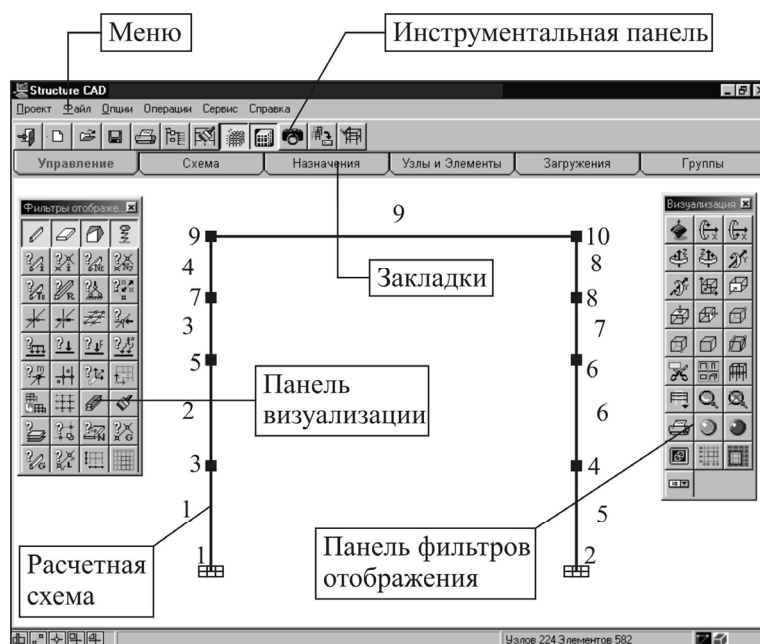 Меню
Инструментальная панель
Structure CAD
Проект Файл Опции Операции Сервис Справка
Управление Схема Назначения Узлы и Элементы Загружения Группы
Фильтры отображе..
Визуализация
9
9
10
4
8
Закладки
7
8
3
7
5
6
Панель
визуализации
2
6
3
4
1
5
Расчетная
схема
1
Панель фильтров
отображения
2
Узлов 224 Элементов 582